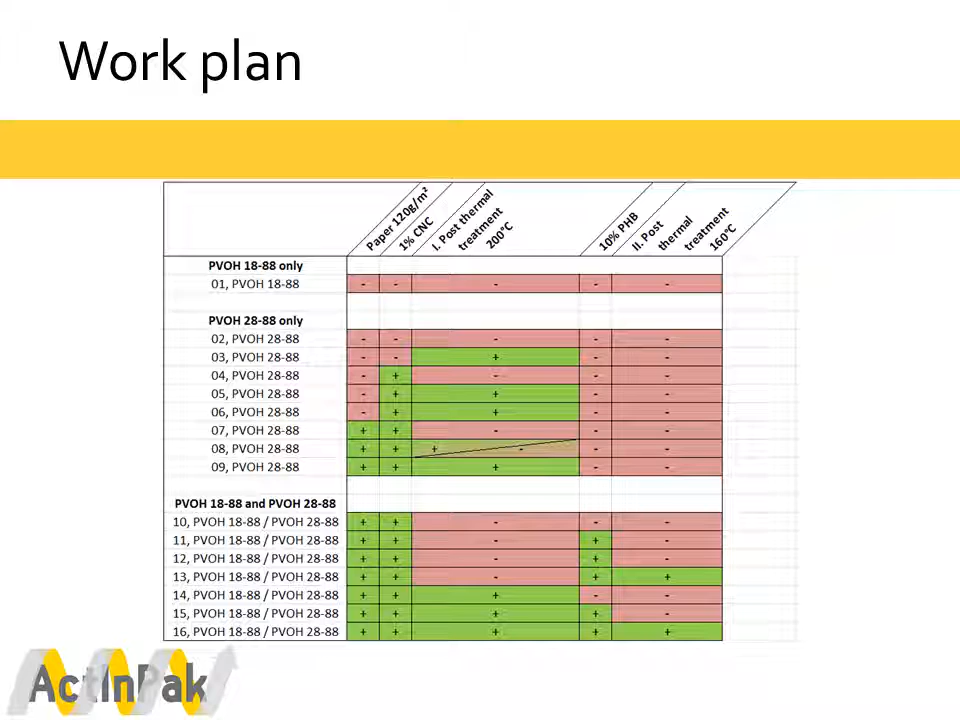 Work plan
Paper 120g/m²
1% CNC
I. Post thermal
treatment
200°C
10% PHB
II. Post
thermal
treatment
160°C
PVOH 18-88 only
01, PVOH 18-88 - - - - -
PVOH 28-88 only
02, PVOH 28-88 - - - - -
03, PVOH 28-88 - - + - -
04, PVOH 28-88 - + - - -
05, PVOH 28-88 - + + - -
06, PVOH 28-88 - + + - -
07, PVOH 28-88 + + - - -
08, PVOH 28-88 + + + - - -
09, PVOH 28-88 + + + - -
PVOH 18-88 and PVOH 28-88
10, PVOH 18-88 / PVOH 28-88 + + - - -
11, PVOH 18-88 / PVOH 28-88 + + - + -
12, PVOH 18-88 / PVOH 28-88 + + - + -
13, PVOH 18-88 / PVOH 28-88 + + - + +
14, PVOH 18-88 / PVOH 28-88 + + + - -
15, PVOH 18-88 / PVOH 28-88 + + + + -
16, PVOH 18-88 / PVOH 28-88 + + + + +
ActInPak